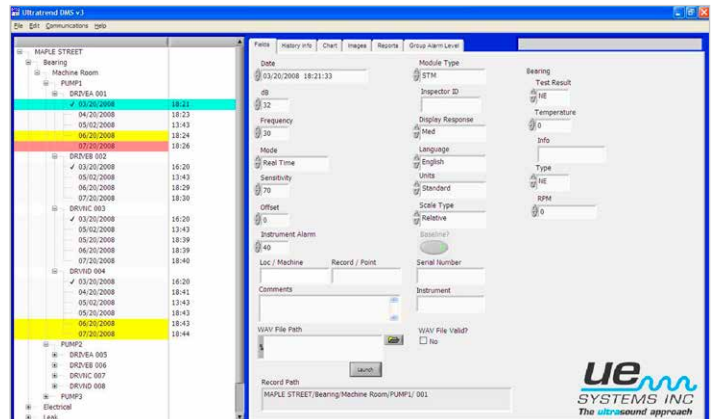 Ultratrend DMS v3
File Edit Communications Help
MAPLE STREET
Bearing
Machine Room
PUMP1
DRIVEA 001
✓ 03/20/2008 18:21
04/20/2008 18:23
05/02/2008 13:43
06/20/2008 18:24
07/20/2008 18:26
DRIVEB 002
✓ 03/20/2008 16:20
05/02/2008 13:43
06/20/2008 18:29
07/20/2008 18:30
DRVNC 003
✓ 03/20/2008 16:20
05/02/2008 13:43
05/20/2008 18:39
06/20/2008 18:39
07/20/2008 18:40
DRVND 004
✓ 03/20/2008 16:20
04/20/2008 18:41
05/02/2008 13:43
05/20/2008 18:43
06/20/2008 18:43
07/20/2008 18:44
PUMP2
DRIVEA 005
DRIVEB 006
DRVNC 007
DRVND 008
PUMP3
Electrical
Leak
Fields History Info Chart Images Reports Group Alarm Level
Date
03/20/2008 18:21:33
dB
32
Frequency
30
Mode
Real Time
Sensitivity
70
Offset
0
Instrument Alarm
40
Loc / Machine Record / Point
Comments
WAV File Path
Launch
Record Path
MAPLE STREET/Bearing/Machine Room/PUMP1/ 001
Module Type
STM
Inspector ID
Display Response
Med
Language
English
Units
Standard
Scale Type
Relative
Baseline?
Serial Number
Instrument
WAV File Valid?
No
Bearing
Test Result
NE
Temperature
0
Info
Type
NE
RPM
0
ue
SYSTEMS INC
The ultrasound approach